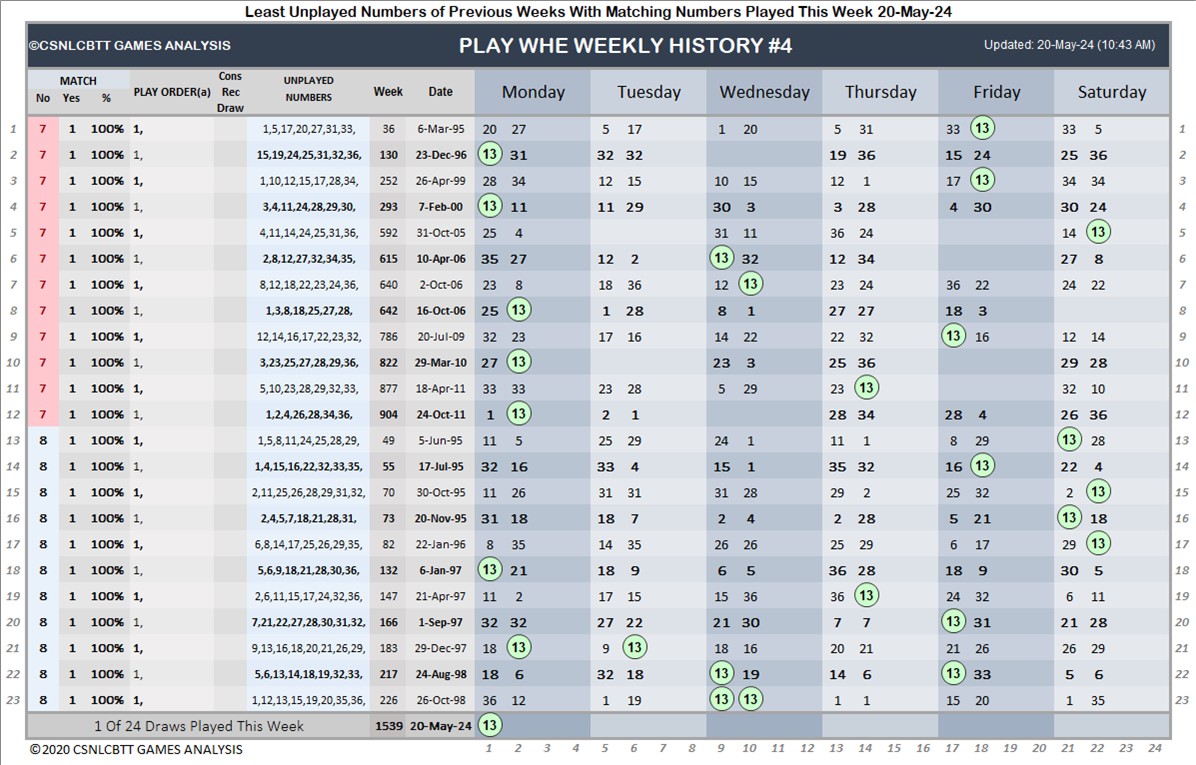 Least Unplayed Numbers of Previous Weeks With Matching Numbers Played This Week 20-May-24
©CSNLCBTT GAMES ANALYSIS PLAY WHE WEEKLY HISTORY #4 Updated: 20-May-24 (10:43 AM)
MATCH No Yes % PLAY ORDER(a) Cons Rec Draw UNPLAYED NUMBERS Week Date Monday Tuesday Wednesday Thursday Friday Saturday
1 7 1 100% 1, 1,5,17,20,27,31,33, 36 6-Mar-95 20 27 5 17 1 20 5 31 33 13 33 5 1
2 7 1 100% 1, 15,19,24,25,31,32,36, 130 23-Dec-96 13 31 32 32 19 36 15 24 25 36 2
3 7 1 100% 1, 1,10,12,15,17,28,34, 252 26-Apr-99 28 34 12 15 10 15 12 1 17 13 34 34 3
4 7 1 100% 1, 3,4,11,24,28,29,30, 293 7-Feb-00 13 11 11 29 30 3 3 28 4 30 30 24 4
5 7 1 100% 1, 4,11,14,24,25,31,36, 592 31-Oct-05 25 4 31 11 36 24 14 13 5
6 7 1 100% 1, 2,8,12,27,32,34,35, 615 10-Apr-06 35 27 12 2 13 32 12 34 27 8 6
7 7 1 100% 1, 8,12,18,22,23,24,36, 640 2-Oct-06 23 8 18 36 12 13 23 24 36 22 24 22 7
8 7 1 100% 1, 1,3,8,18,25,27,28, 642 16-Oct-06 25 13 1 28 8 1 27 27 18 3 8
9 7 1 100% 1, 12,14,16,17,22,23,32, 786 20-Jul-09 32 23 17 16 14 22 22 32 13 16 12 14 9
10 7 1 100% 1, 3,23,25,27,28,29,36, 822 29-Mar-10 27 13 23 3 25 36 29 28 10
11 7 1 100% 1, 5,10,23,28,29,32,33, 877 18-Apr-11 33 33 23 28 5 29 23 13 32 10 11
12 7 1 100% 1, 1,2,4,26,28,34,36, 904 24-Oct-11 1 13 2 1 28 34 28 4 26 36 12
13 8 1 100% 1, 1,5,8,11,24,25,28,29, 49 5-Jun-95 11 5 25 29 24 1 11 1 8 29 13 28 13
14 8 1 100% 1, 1,4,15,16,22,32,33,35, 55 17-Jul-95 32 16 33 4 15 1 35 32 16 13 22 4 14
15 8 1 100% 1, 2,11,25,26,28,29,31,32, 70 30-Oct-95 11 26 31 31 31 28 29 2 25 32 2 13 15
16 8 1 100% 1, 2,4,5,7,18,21,28,31, 73 20-Nov-95 31 18 18 7 2 4 2 28 5 21 13 18 16
17 8 1 100% 1, 6,8,14,17,25,26,29,35, 82 22-Jan-96 8 35 14 35 26 26 25 29 6 17 29 13 17
18 8 1 100% 1, 5,6,9,18,21,28,30,36, 132 6-Jan-97 13 21 18 9 6 5 36 28 18 9 30 5 18
19 8 1 100% 1, 2,6,11,15,17,24,32,36, 147 21-Apr-97 11 2 17 15 15 36 36 13 24 32 6 11 19
20 8 1 100% 1, 7,21,22,27,28,30,31,32, 166 1-Sep-97 32 32 27 22 21 30 7 7 13 31 21 28 20
21 8 1 100% 1, 9,13,16,18,20,21,26,29, 183 29-Dec-97 18 13 9 13 18 16 20 21 21 26 26 29 21
22 8 1 100% 1, 5,6,13,14,18,19,32,33, 217 24-Aug-98 18 6 32 18 13 19 14 6 13 33 5 6 22
23 8 1 100% 1, 1,12,13,15,19,20,35,36, 226 26-Oct-98 36 12 1 19 13 13 1 1 15 20 1 35 23
1 Of 24 Draws Played This Week 1539 20-May-24 13
© 2020 CSNLCBTT GAMES ANALYSIS 1 2 3 4 5 6 7 8 9 10 11 12 13 14 15 16 17 18 19 20 21 22 23 24